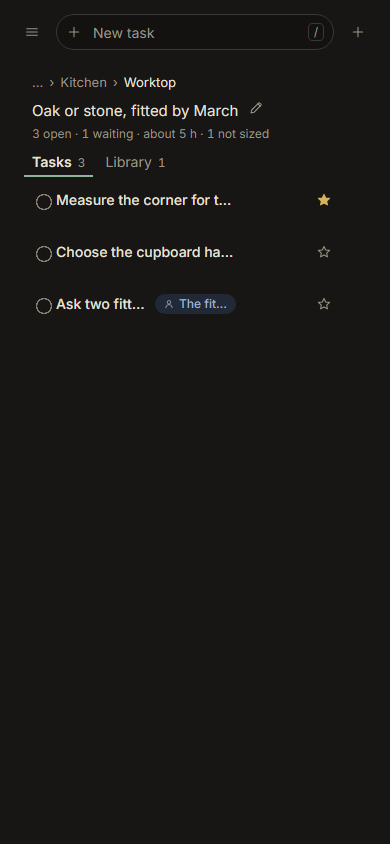 New task /
... › Kitchen › Worktop
Oak or stone, fitted by March
3 open · 1 waiting · about 5 h · 1 not sized
Tasks 3 Library 1
Measure the corner for t...
Choose the cupboard ha...
Ask two fitt... The fit...